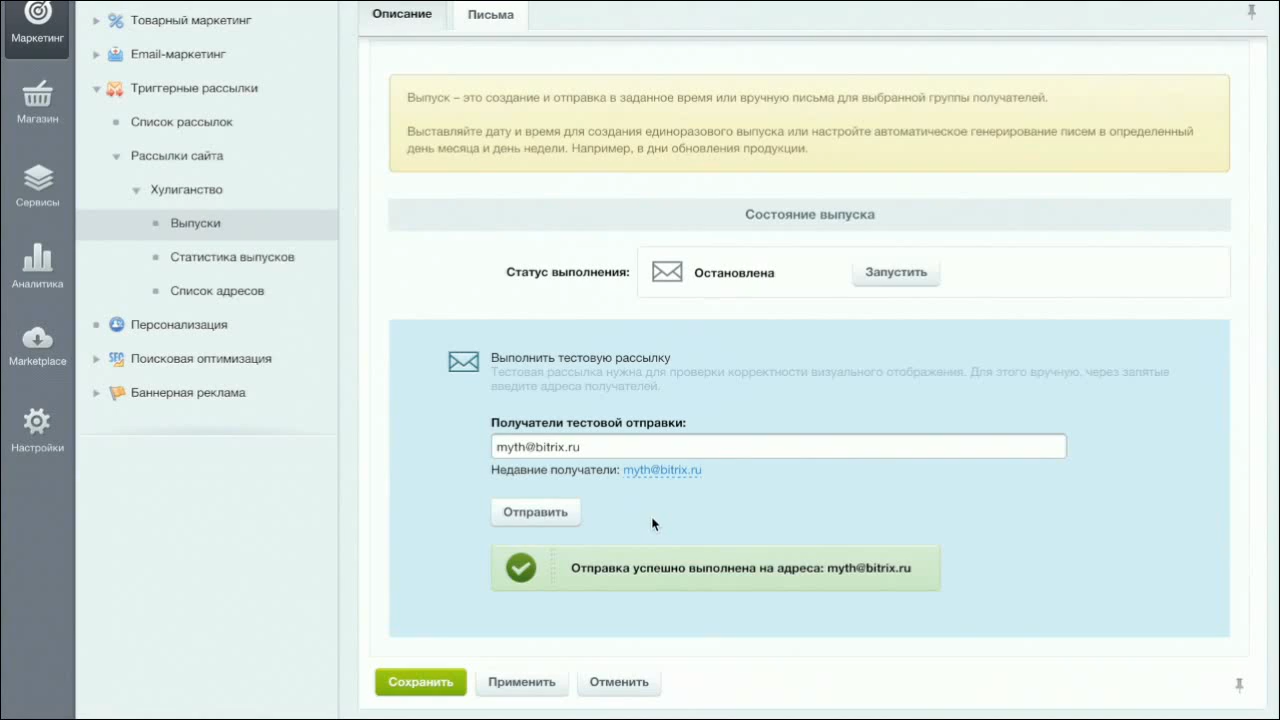 Маркетинг
Магазин
Сервисы
Аналитика
Marketplace
Настройки
Товарный маркетинг
Email-маркетинг
Триггерные рассылки
Список рассылок
Рассылки сайта
Хулиганство
Выпуски
Статистика выпусков
Список адресов
Персонализация
Поисковая оптимизация
Баннерная реклама
Описание
Письма
Выпуск – это создание и отправка в заданное время или вручную письма для выбранной группы получателей.
Выставляйте дату и время для создания единоразового выпуска или настройте автоматическое генерирование писем в определенный
день месяца и день недели. Например, в дни обновления продукции.
Состояние выпуска
Статус выполнения: Остановлена Запустить
Выполнить тестовую рассылку
Тестовая рассылка нужна для проверки корректности визуального отображения. Для этого вручную, через запятые
введите адреса получателей.
Получатели тестовой отправки:
myth@bitrix.ru
Недавние получатели: myth@bitrix.ru
Отправить
Отправка успешно выполнена на адреса: myth@bitrix.ru
Сохранить Применить Отменить